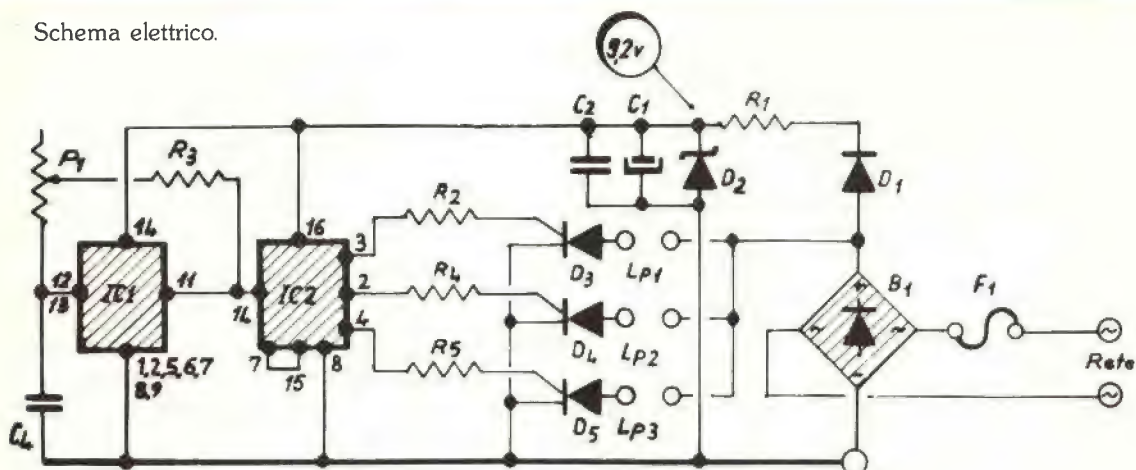 Schema elettrico.
9,2v
C2
C1
R1
P1
R3
D2
D1
14
16
R2
3
12
13
IC1
11
14
IC2
2
4
R4
R5
D3
Lp1
D4
Lp2
D5
Lp3
B1
F1
+
~
~
-
Rete
~
~
1,2,5,6,7
8,9
7
15
8
C4